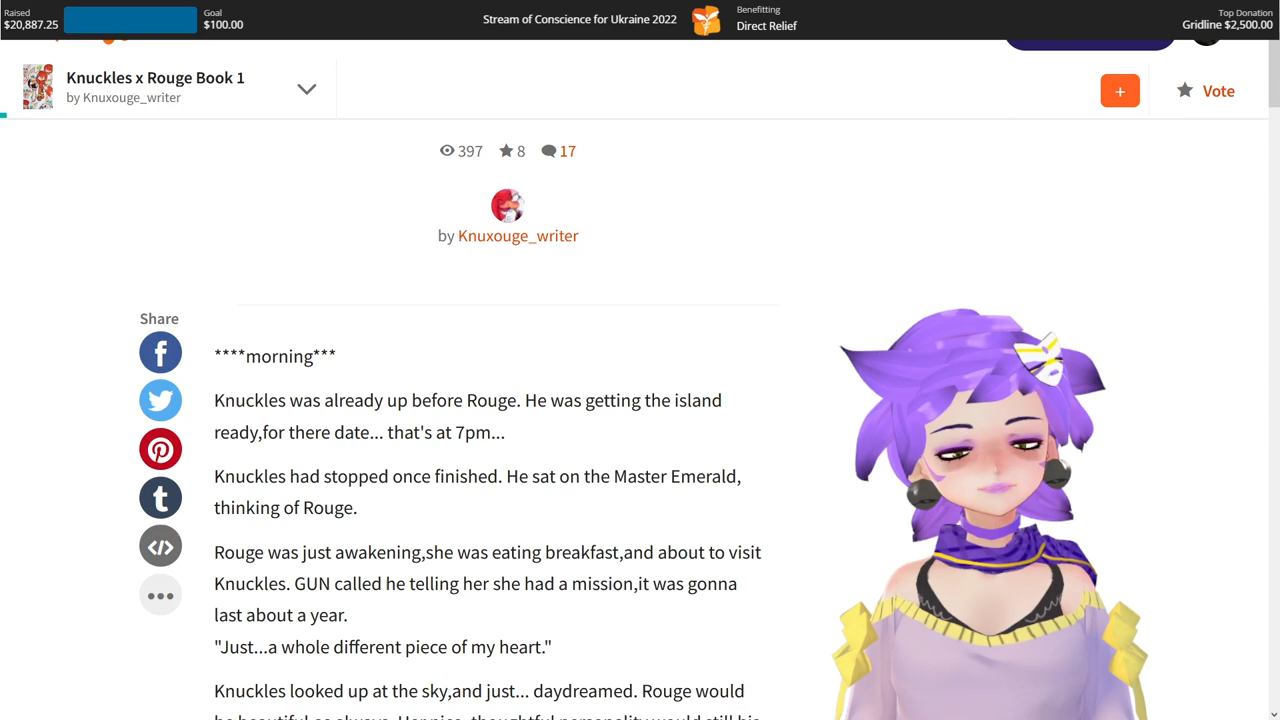 Raised
$20,887.25
Goal
$100.00
Stream of Conscience for Ukraine 2022
Benefitting
Direct Relief
Top Donation
Gridline $2,500.00
Knuckles x Rouge Book 1
by Knuxouge_writer
+
Vote
397 8 17
by Knuxouge_writer
Share
****morning***
Knuckles was already up before Rouge. He was getting the island
ready,for there date... that's at 7pm...
Knuckles had stopped once finished. He sat on the Master Emerald,
thinking of Rouge.
Rouge was just awakening,she was eating breakfast,and about to visit
Knuckles. GUN called he telling her she had a mission,it was gonna
last about a year.
"Just...a whole different piece of my heart."
Knuckles looked up at the sky,and just... daydreamed. Rouge would